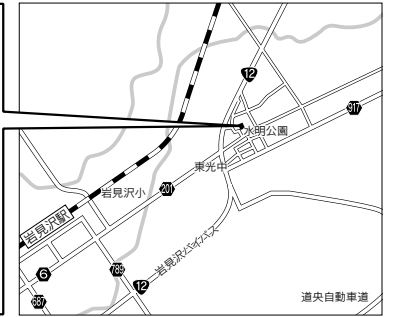 12
917
水明公園
東光中
岩見沢小
201
岩見沢駅
岩見沢バイパス
6
789
12
687
道央自動車道